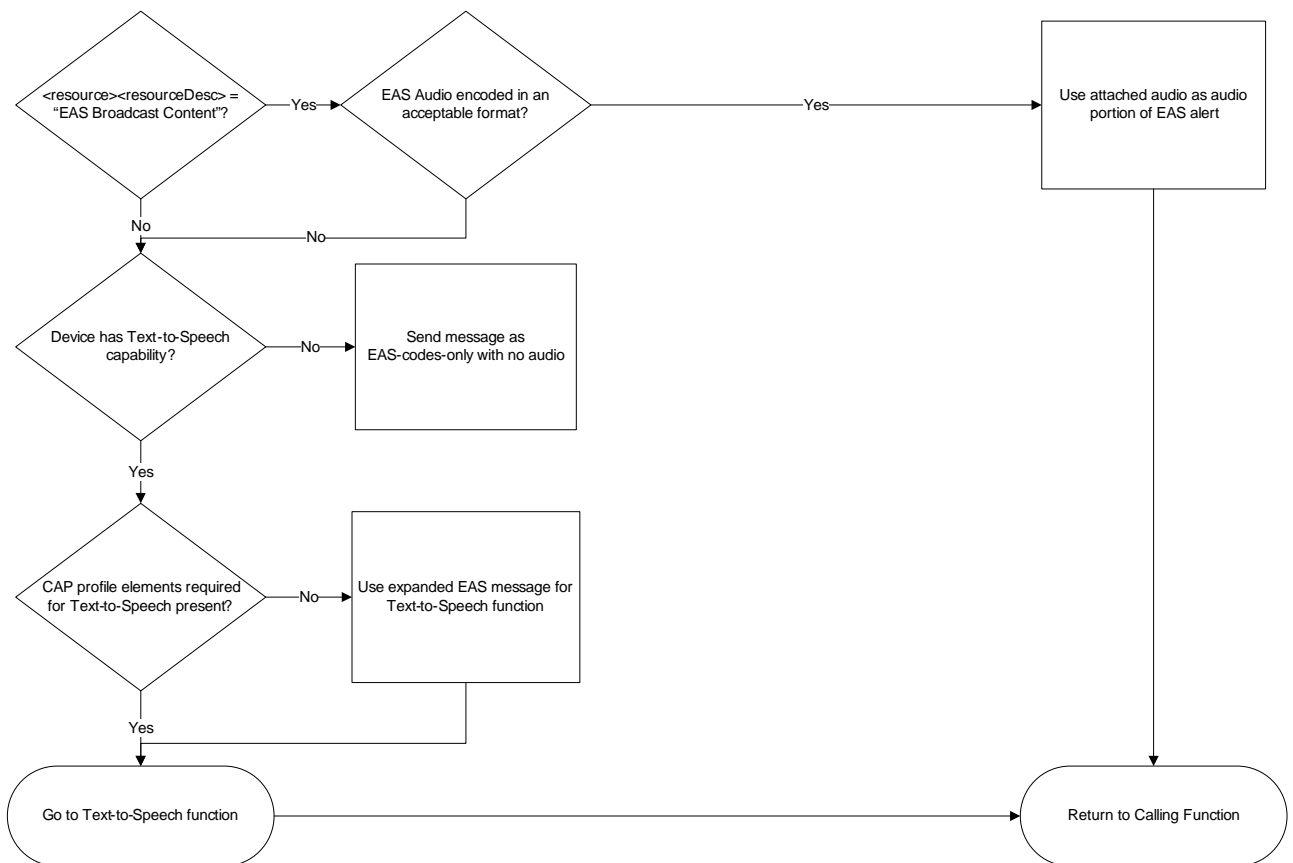 <resource><resourceDesc> =
“EAS Broadcast Content”?
Yes
EAS Audio encoded in an
acceptable format?
Yes
Use attached audio as audio
portion of EAS alert
No
No
Device has Text-to-Speech
capability?
No
Send message as
EAS-codes-only with no audio
Yes
CAP profile elements required
for Text-to-Speech present?
No
Use expanded EAS message for
Text-to-Speech function
Yes
Go to Text-to-Speech function
Return to Calling Function